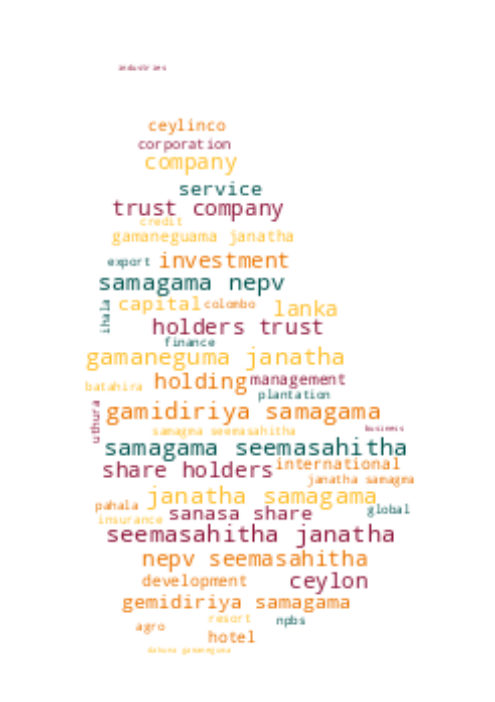 industries
ceylinco
corporation
company
service
trust company
credit
gamaneguama janatha
export investment
samagama nepv
ihala capital colombo lanka
holders trust
finance
gamaneguma janatha
batahira holding management
plantation
uthura gamidiriya samagama
samagma seemasahitha business
samagama seemasahitha
share holders international
janatha samagma
janatha samagama
pahala sanasa share global
insurance
seemasahitha janatha
nepv seemasahitha
development ceylon
gemidiriya samagama
resort npbs
agro
hotel
dakunu gamaneguma